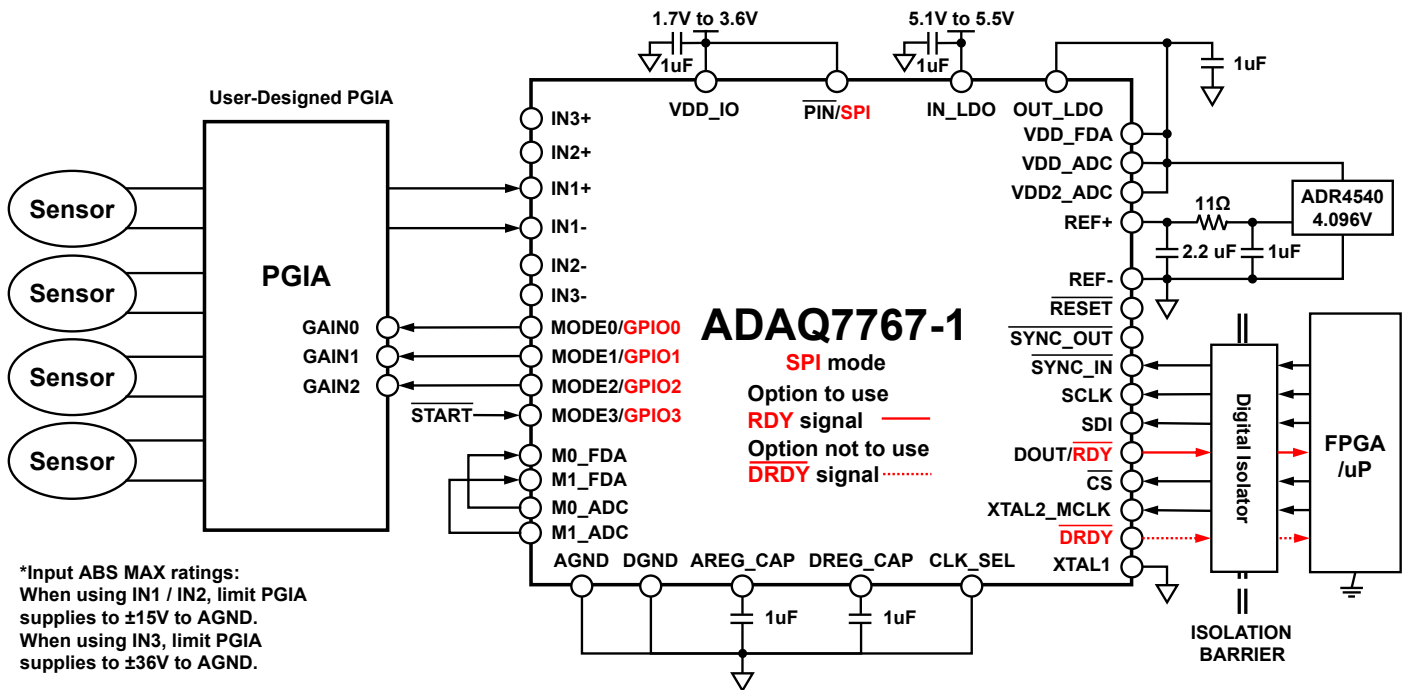 1.7V to 3.6V
5.1V to 5.5V
1uF
1uF
1uF
User-Designed PGIA
VDD_IO
PIN/SPI
IN_LDO
OUT_LDO
IN3+
IN2+
IN1+
IN1-
IN2-
IN3-
MODE0/GPIO0
MODE1/GPIO1
MODE2/GPIO2
MODE3/GPIO3
M0_FDA
M1_FDA
M0_ADC
M1_ADC
Sensor
Sensor
Sensor
Sensor
PGIA
GAIN0
GAIN1
GAIN2
START
ADAQ7767-1
SPI mode
Option to use
RDY signal
Option not to use
DRDY signal
VDD_FDA
VDD_ADC
VDD2_ADC
REF+
REF-
RESET
SYNC_OUT
SYNC_IN
SCLK
SDI
DOUT/RDY
CS
XTAL2_MCLK
DRDY
XTAL1
11Ω
2.2 uF
1uF
ADR4540
4.096V
Digital Isolator
FPGA
/uP
ISOLATION
BARRIER
AGND
DGND
AREG_CAP
DREG_CAP
CLK_SEL
1uF
1uF
*Input ABS MAX ratings:
When using IN1 / IN2, limit PGIA
supplies to ±15V to AGND.
When using IN3, limit PGIA
supplies to ±36V to AGND.